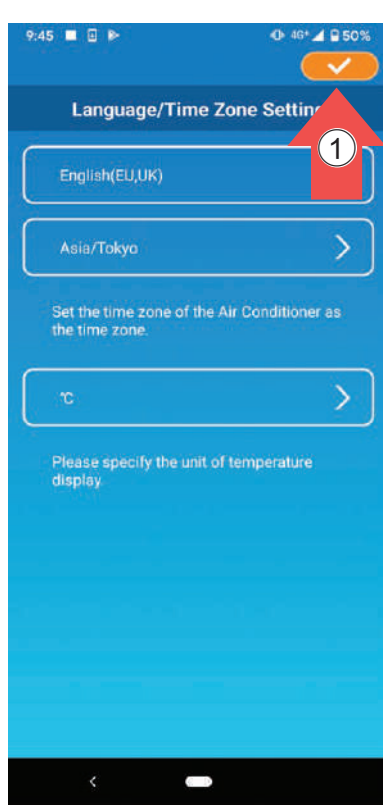 9:45 4G+ 50%
Language/Time Zone Settin
1
English(EU,UK)
Asia/Tokyo
Set the time zone of the Air Conditioner as
the time zone.
℃
Please specify the unit of temperature
display.